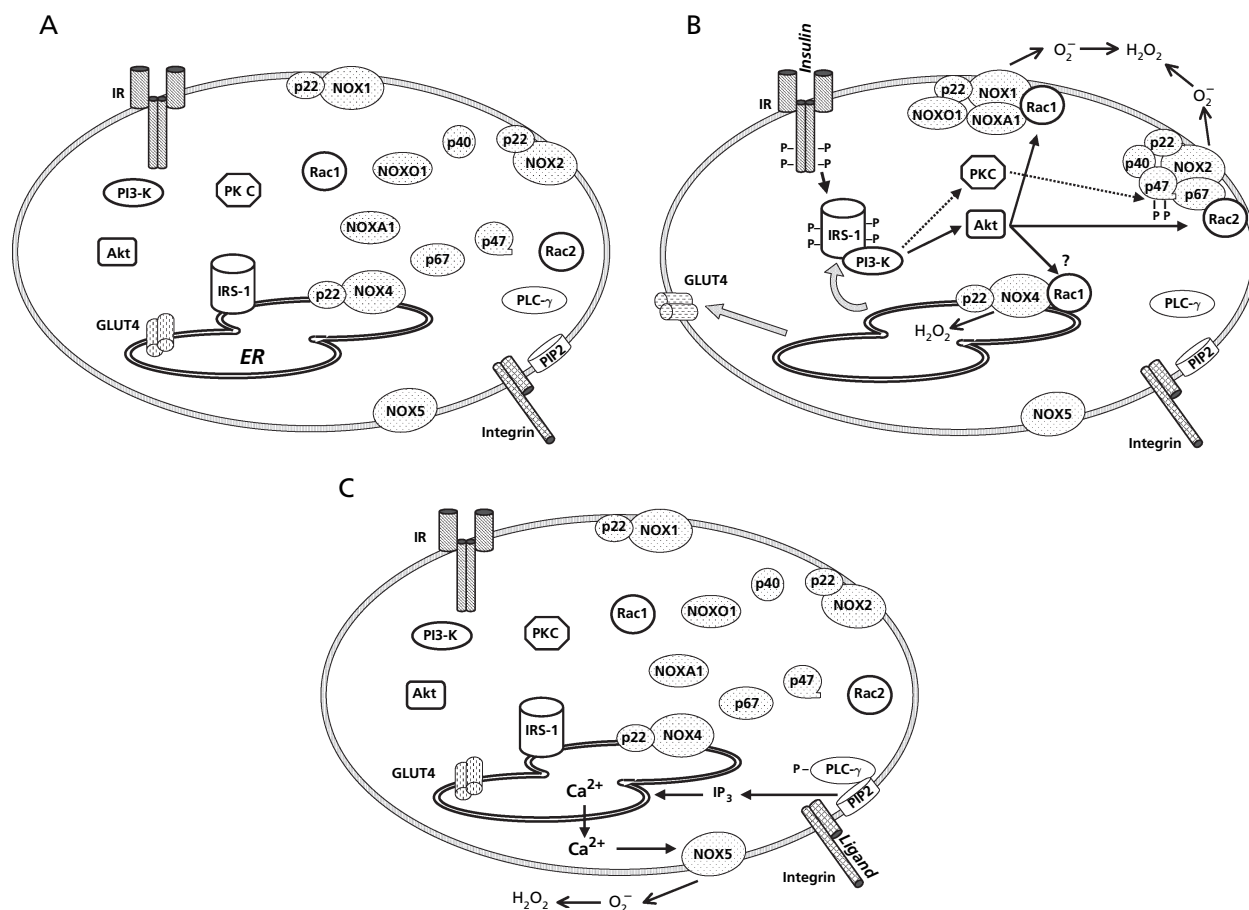 A
IR
p22
NOX1
p40
p22
NOX2
PI3-K
PK C
Rac1
NOXO1
NOXA1
p47
Akt
p67
Rac2
IRS-1
p22
NOX4
PLC-γ
GLUT4
ER
PIP2
NOX5
Integrin
B
Insulin
O2− H2O2
IR
p22
NOX1
Rac1
NOXO1
NOXA1
O2−
p22
p40
NOX2
p47
p67
P P
Rac2
P– –P
P– –P
PKC
Akt
P– –P
P– –P
IRS-1
PI3-K
?
GLUT4
p22
NOX4
Rac1
H2O2
PLC-γ
PIP2
NOX5
Integrin
C
IR
p22
NOX1
p40
p22
NOX2
PI3-K
PKC
Rac1
NOXO1
NOXA1
p47
Akt
p67
Rac2
IRS-1
p22
NOX4
P– PLC-γ
GLUT4
Ca2+
IP3
PIP2
Ca2+
NOX5
Ligand
Integrin
H2O2 O2−